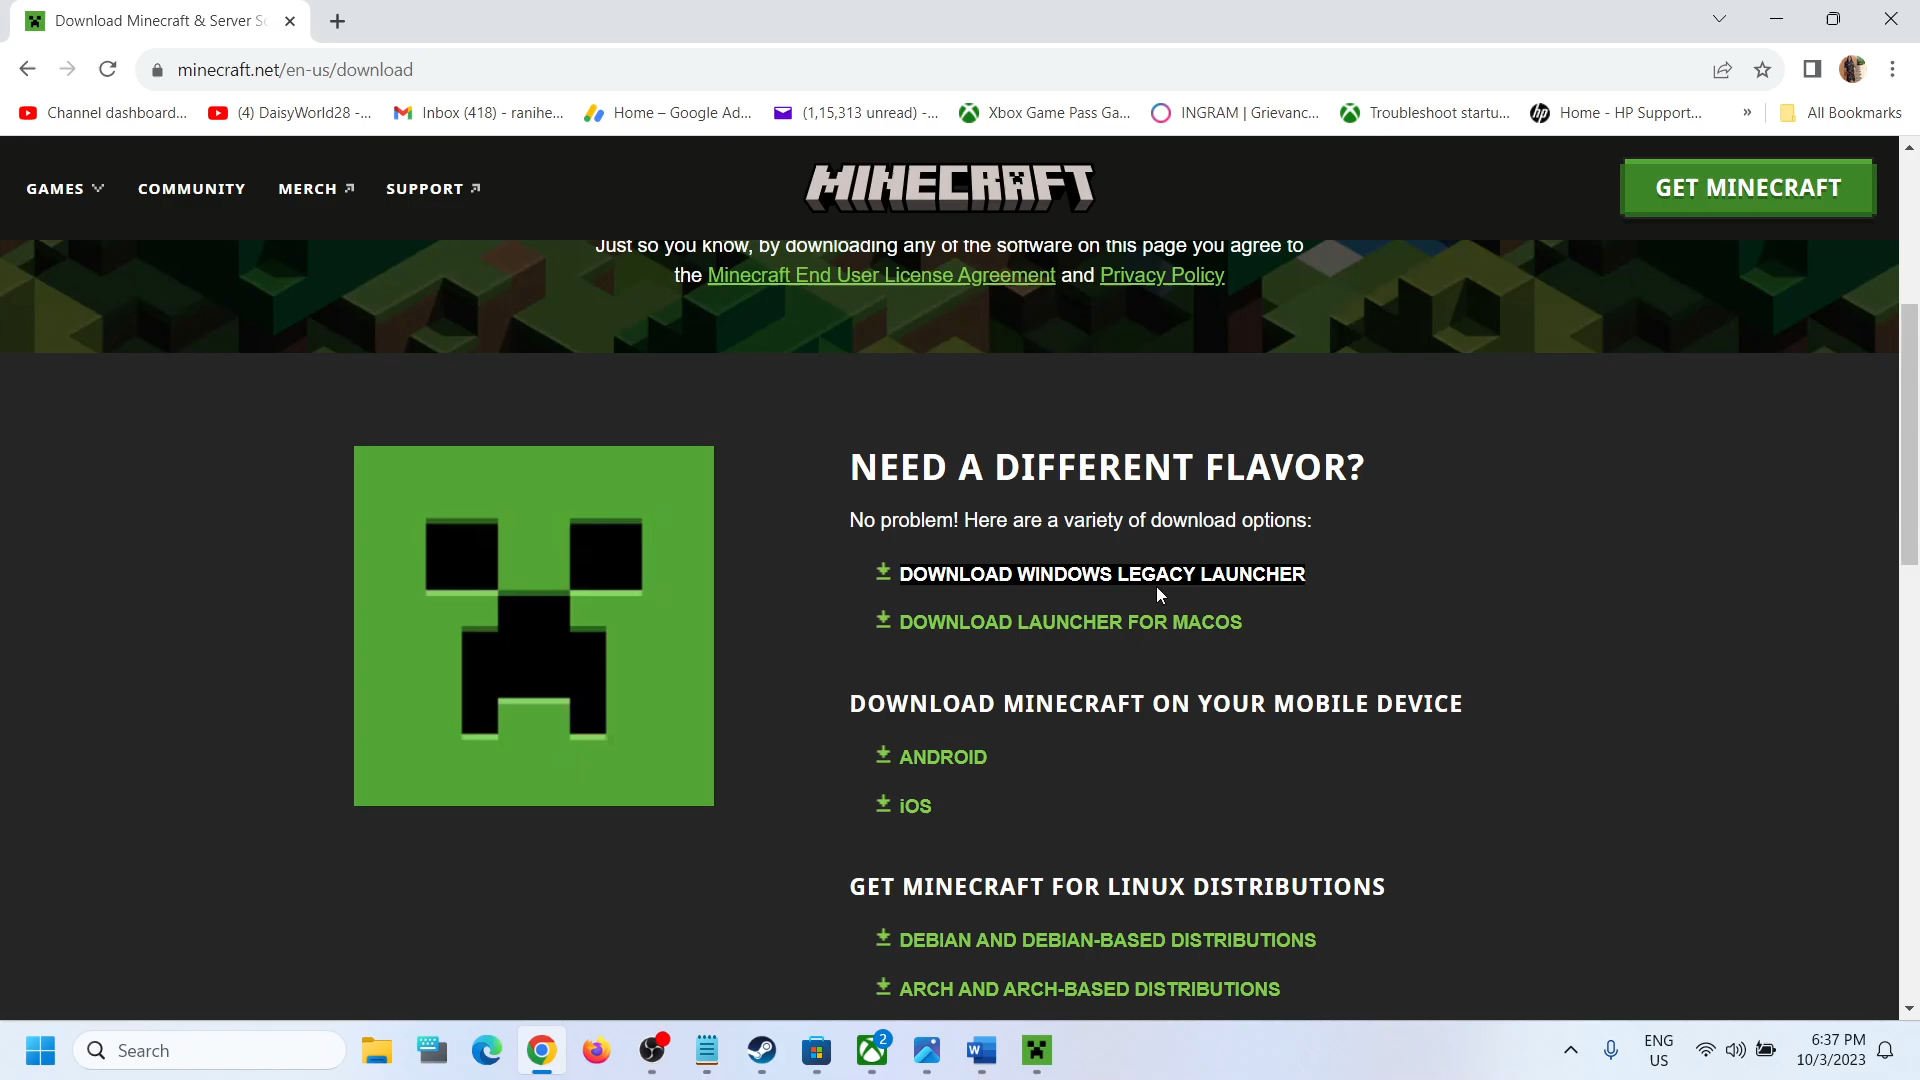 Download Minecraft & Server S
minecraft.net/en-us/download
Channel dashboard... (4) DaisyWorld28 -... Inbox (418) - ranihe... Home – Google Ad... (1,15,313 unread) -... Xbox Game Pass Ga... INGRAM | Grievanc... Troubleshoot startu... Home - HP Support... » All Bookmarks
GAMES COMMUNITY MERCH SUPPORT MINECRAFT GET MINECRAFT
Just so you know, by downloading any of the software on this page you agree to
the Minecraft End User License Agreement and Privacy Policy
NEED A DIFFERENT FLAVOR?
No problem! Here are a variety of download options:
DOWNLOAD WINDOWS LEGACY LAUNCHER
DOWNLOAD LAUNCHER FOR MACOS
DOWNLOAD MINECRAFT ON YOUR MOBILE DEVICE
ANDROID
iOS
GET MINECRAFT FOR LINUX DISTRIBUTIONS
DEBIAN AND DEBIAN-BASED DISTRIBUTIONS
ARCH AND ARCH-BASED DISTRIBUTIONS
Search 2 ENG 6:37 PM
US 10/3/2023